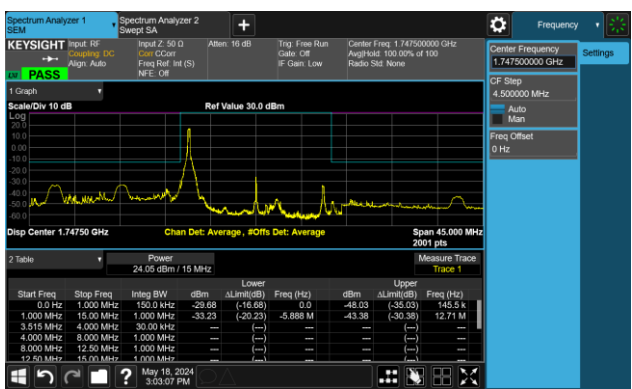 Spectrum Analyzer 1
SEM
Spectrum Analyzer 2
Swept SA
+
Frequency
KEYSIGHT
Input: RF
Coupling: DC
Align: Auto
Input Z: 50 Ω
Corr CCorr
Freq Ref: Int (S)
NFE: Off
Atten: 16 dB
Trig: Free Run
Gate: Off
IF Gain: Low
Center Freq: 1.747500000 GHz
Avg|Hold: 100.00% of 100
Radio Std: None
PASS
Center Frequency
1.747500000 GHz
Settings
CF Step
4.500000 MHz
Auto
Man
Freq Offset
0 Hz
1 Graph
Scale/Div 10 dB
Ref Value 30.0 dBm
Log
20.0
10.0
0.00
-10.0
-20.0
-30.0
-40.0
-50.0
-60.0
Disp Center 1.74750 GHz
Chan Det: Average, #Offs Det: Average
Span 45.000 MHz
2001 pts
2 Table
Power
24.05 dBm / 15 MHz
Measure Trace
Trace 1
Lower Upper
Start Freq Stop Freq Integ BW dBm ΔLimit(dB) Freq (Hz) dBm ΔLimit(dB) Freq (Hz)
0.0 Hz 1.000 MHz 150.0 kHz -29.68 (-16.68) 0.0 -48.03 (-35.03) 145.5 k
1.000 MHz 15.00 MHz 1.000 MHz -33.23 (-20.23) -5.888 M -43.38 (-30.38) 12.71 M
3.515 MHz 4.000 MHz 30.00 kHz --- (---) --- --- (---) ---
4.000 MHz 8.000 MHz 1.000 MHz --- (---) --- --- (---) ---
8.000 MHz 12.50 MHz 1.000 MHz --- (---) --- --- (---) ---
12.50 MHz 15.00 MHz 1.000 MHz --- (---) --- --- (---) ---
?
May 18, 2024
3:03:07 PM